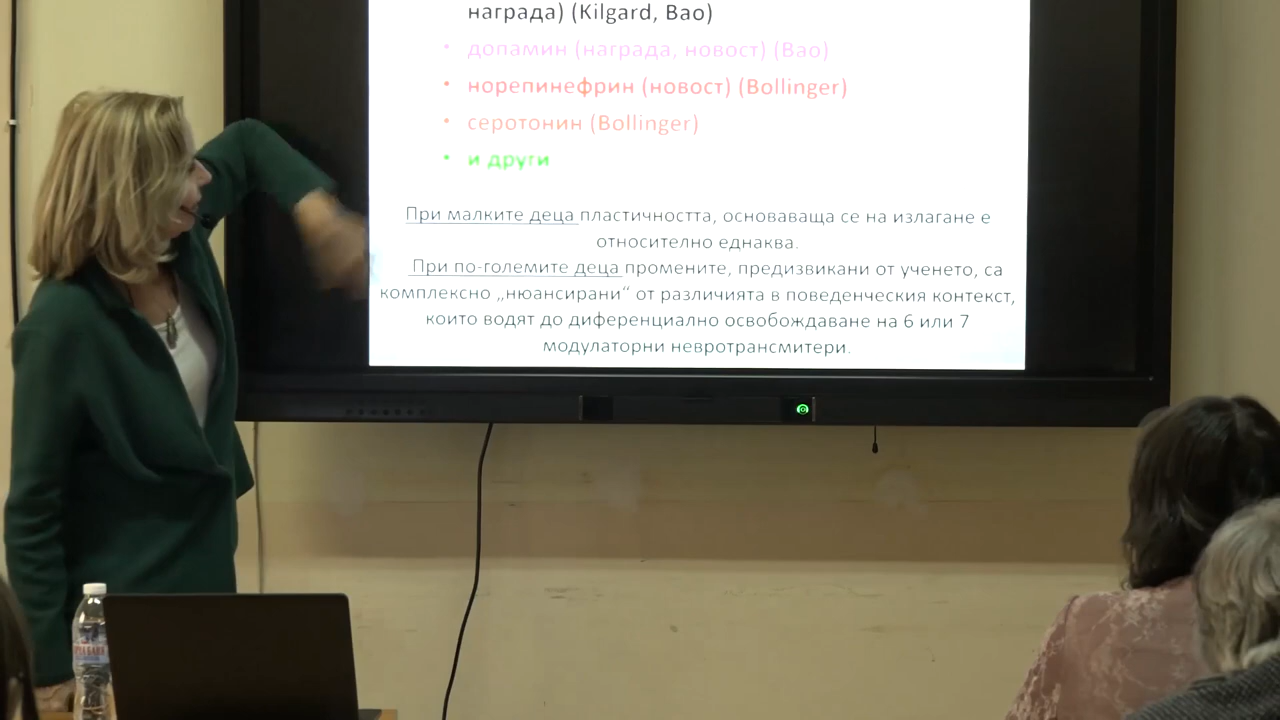 награда) (Kilgard, Bao)
• допамин (награда, новост) (Bao)
• норепинефрин (новост) (Bollinger)
• серотонин (Bollinger)
• и други
При малките деца пластичността, основаваща се на излагане е
относително еднаква.
При по-големите деца промените, предизвикани от ученето, са
комплексно „нюансирани“ от различията в поведенческия контекст,
които водят до диференциално освобождаване на 6 или 7
модулаторни невротрансмитери.